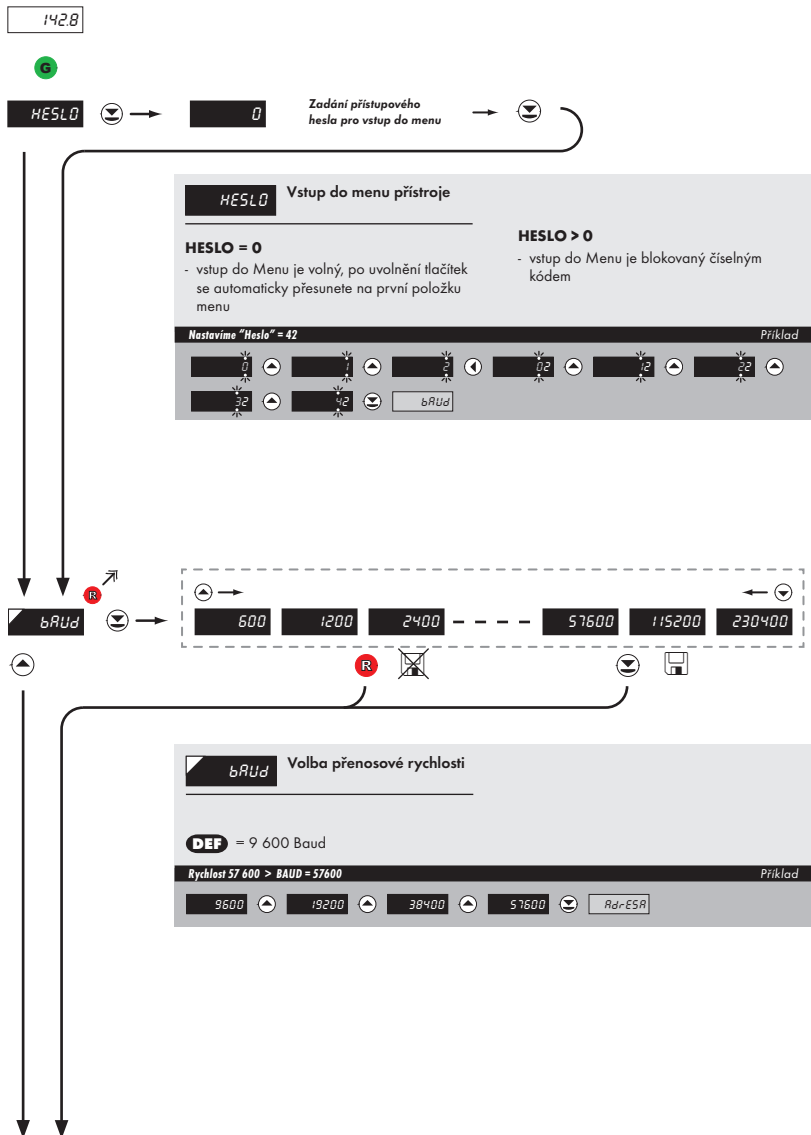 142.8
G
HESLO
0
Zadání přístupového
hesla pro vstup do menu
HESLO
Vstup do menu přístroje
HESLO = 0
- vstup do Menu je volný, po uvolnění tlačítek
se automaticky přesunete na první položku
menu
HESLO > 0
- vstup do Menu je blokovaný číselným
kódem
Nastavíme "Heslo" = 42 Příklad
0 1 2 02 12 22
32 42 bAUd
R
bAUd
600 1200 2400 57600 115200 230400
R
bAUd
Volba přenosové rychlosti
DEF = 9 600 Baud
Rychlost 57 600 > BAUD = 57600 Příklad
9600 19200 38400 57600 AdrESA